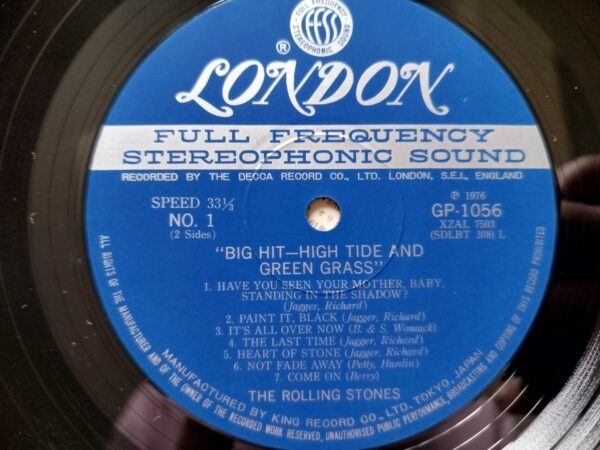 FULL FREQUENCY
ffss
STEREOPHONIC SOUND
®
LONDON
FULL FREQUENCY
STEREOPHONIC SOUND
RECORDED BY THE DECCA RECORD CO., LTD. LONDON, S.E.I., ENGLAND
SPEED 33⅓
NO. 1
(2 Sides)
℗ 1976
GP-1056
XZAL 7503
(SDLBT 308) L
"BIG HIT—HIGH TIDE AND
GREEN GRASS"
1. HAVE YOU SEEN YOUR MOTHER, BABY,
STANDING IN THE SHADOW?
(Jagger, Richard)
2. PAINT IT, BLACK (Jagger, Richard)
3. IT'S ALL OVER NOW (B. & S. Womack)
4. THE LAST TIME (Jagger, Richard)
5. HEART OF STONE (Jagger, Richard)
6. NOT FADE AWAY (Petty, Hardin)
7. COME ON (Berry)
THE ROLLING STONES
MANUFACTURED BY KING RECORD CO., LTD., TOKYO, JAPAN
ALL RIGHTS OF THE MANUFACTURER AND OF THE OWNER OF THE RECORDED WORK RESERVED, UNAUTHORISED PUBLIC PERFORMANCE, BROADCASTING AND COPYING OF THIS RECORD PROHIBITED